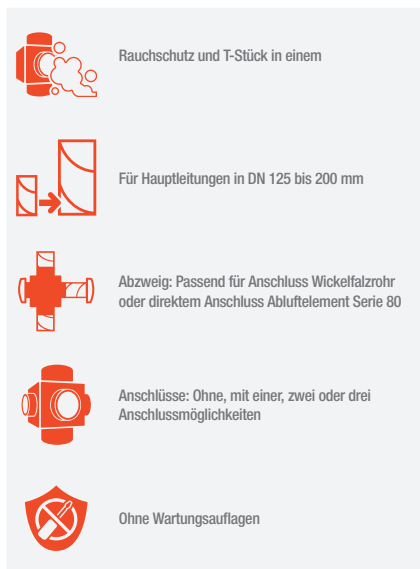 Rauchschutz und T-Stück in einem
Für Hauptleitungen in DN 125 bis 200 mm
Abzweig: Passend für Anschluss Wickelfalzrohr
oder direktem Anschluss Abluftelement Serie 80
Anschlüsse: Ohne, mit einer, zwei oder drei
Anschlussmöglichkeiten
Ohne Wartungsauflagen